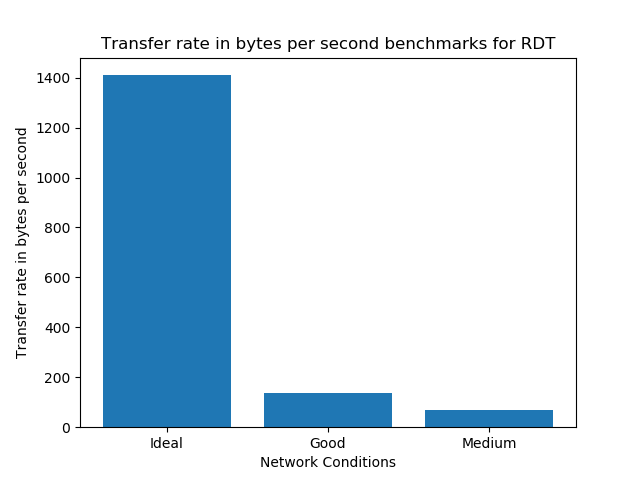 Transfer rate in bytes per second benchmarks for RDT
Transfer rate in bytes per second
1400
1200
1000
800
600
400
200
0
Ideal Good Medium
Network Conditions